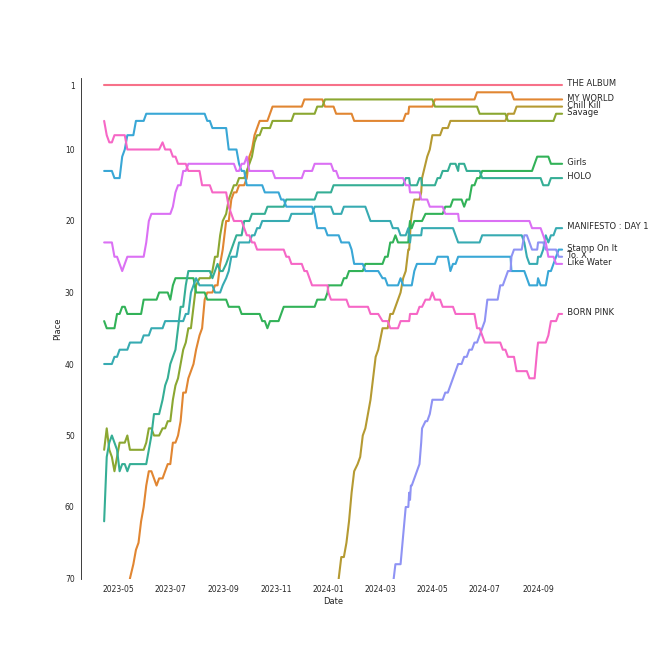 1
10
20
30
40
50
60
70
Place
2023-05
2023-07
2023-09
2023-11
2024-01
2024-03
2024-05
2024-07
2024-09
Date
THE ALBUM
MY WORLD
Chill Kill
Savage
Girls
HOLO
MANIFESTO : DAY 1
Stamp On It
To. X
Like Water
BORN PINK